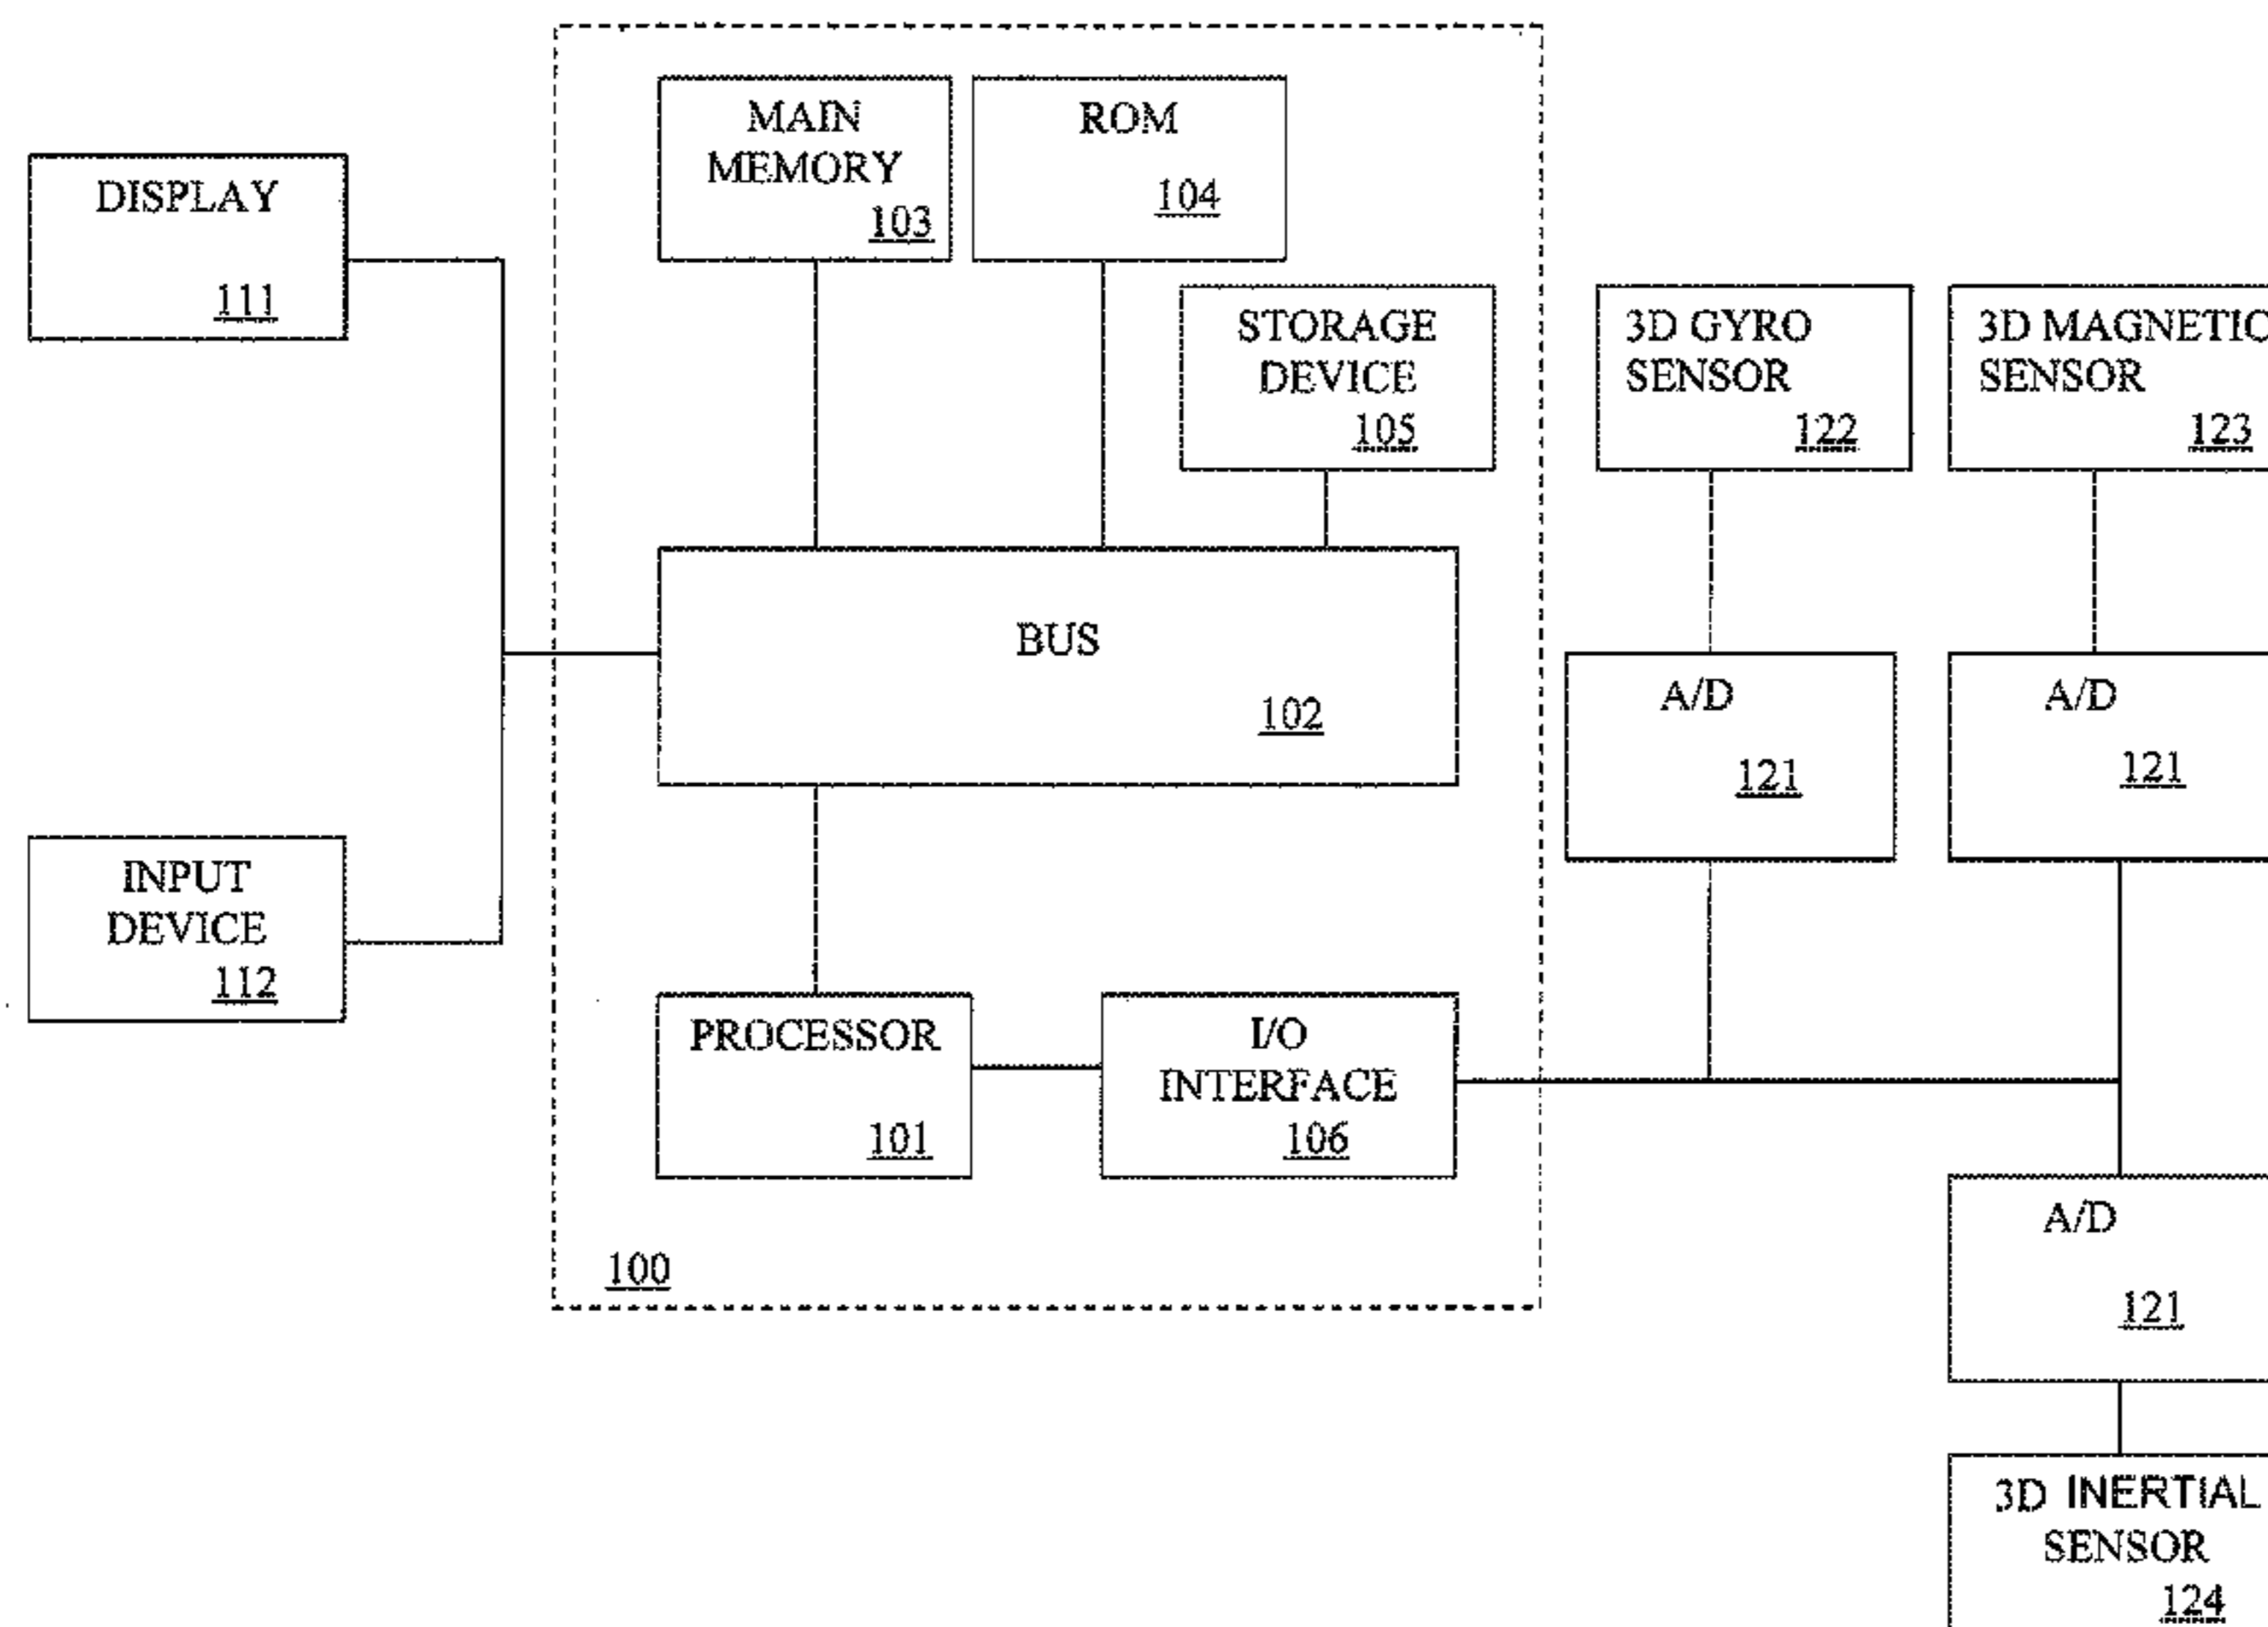 MAIN
MEMORY
103
ROM
104
DISPLAY
111
STORAGE
DEVICE
105
3D GYRO
SENSOR
122
3D MAGNETIC
SENSOR
123
BUS
102
A/D
121
A/D
121
INPUT
DEVICE
112
PROCESSOR
101
I/O
INTERFACE
106
100
A/D
121
3D INERTIAL
SENSOR
124